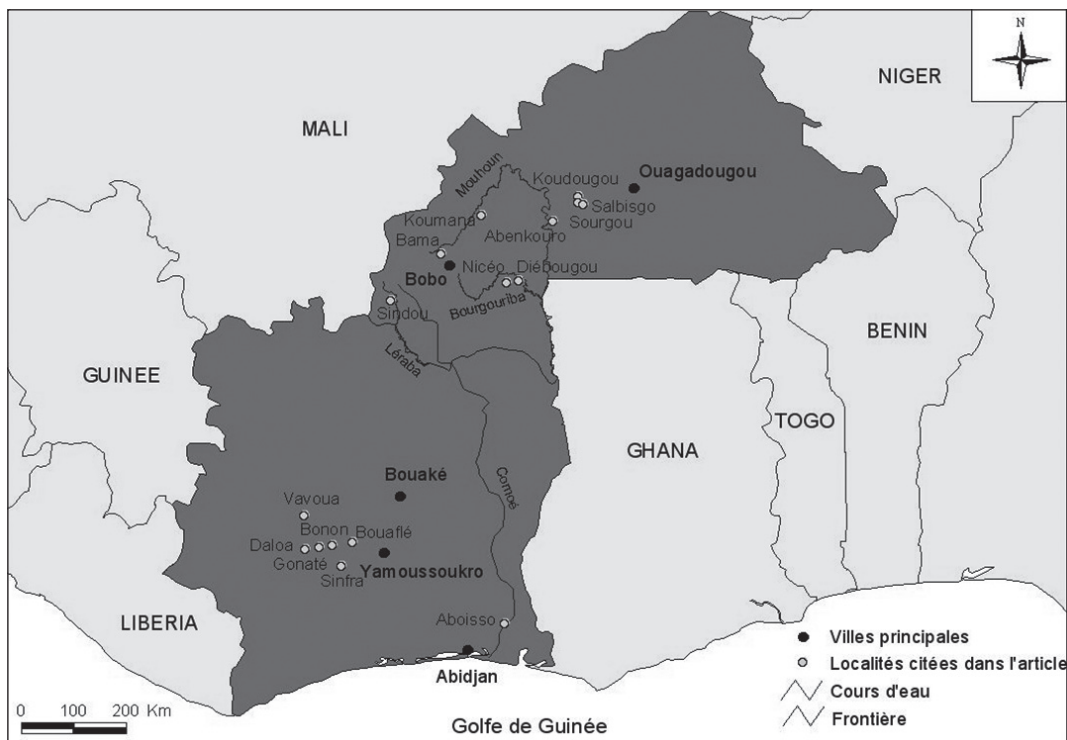 N
NIGER
MALI
Mouhoun
Koudougou
Ouagadougou
Salbisgo
Koumana
Sourgou
Abenkouro
Bama
Nicéo
Diébougou
Bobo
Bourgouriba
Sindou
Léraba
BENIN
GUINEE
TOGO
GHANA
Bouaké
Comoé
Vavoua
Bonon
Bouaflé
Daloa
Gonaté
Yamoussoukro
Sinfra
LIBERIA
Aboisso
Abidjan
Villes principales
Localités citées dans l'article
Cours d'eau
Frontière
0 100 200 Km
Golfe de Guinée